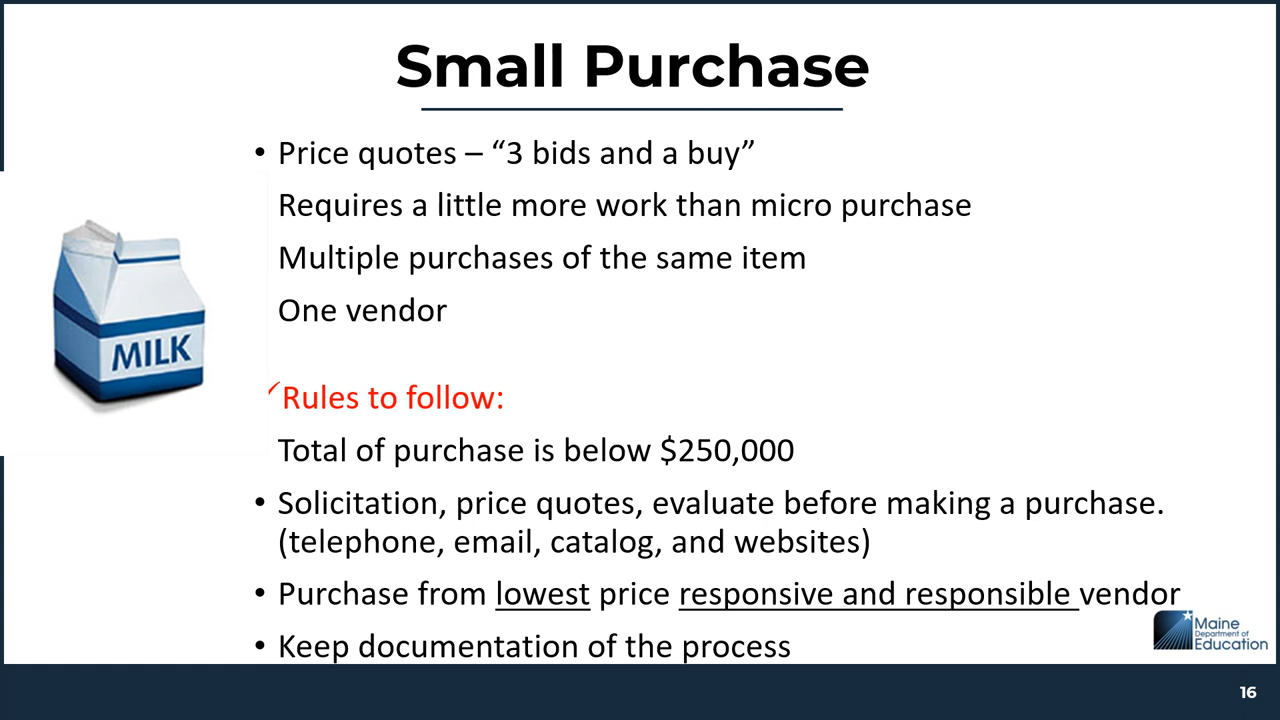 Small Purchase
• Price quotes – “3 bids and a buy”
Requires a little more work than micro purchase
Multiple purchases of the same item
One vendor
MILK
Rules to follow:
Total of purchase is below $250,000
• Solicitation, price quotes, evaluate before making a purchase.
(telephone, email, catalog, and websites)
• Purchase from lowest price responsive and responsible vendor
• Keep documentation of the process
Maine
Department of
Education
16